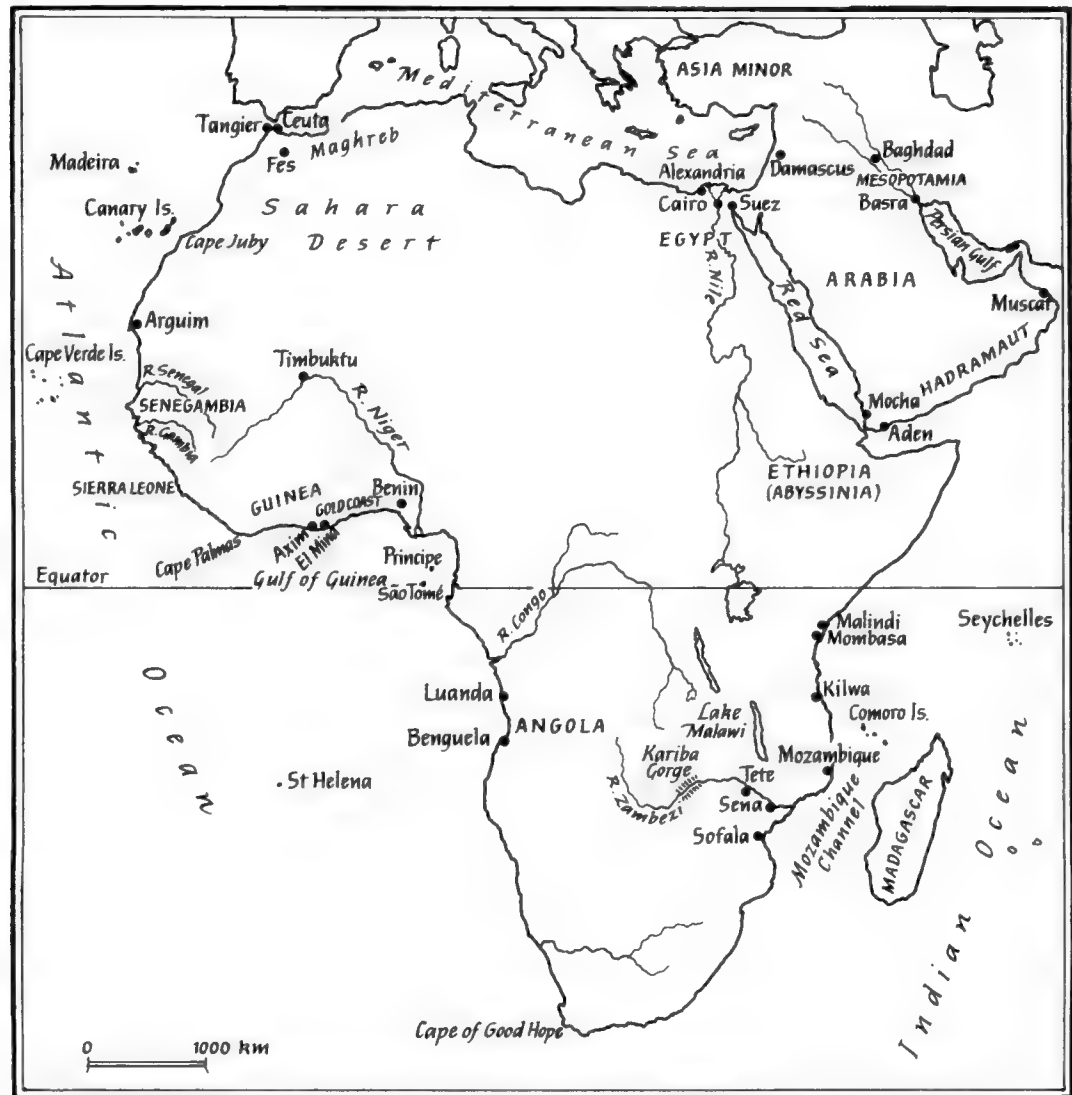 ASIA MINOR
Mediterranean Sea
Tangier
Ceuta
Maghreb
Fes
Madeira
Baghdad
Damascus
MESOPOTAMIA
Alexandria
Cairo
Suez
Basra
Canary Is.
Sahara
Desert
Cape Juby
EGYPT
R. Nile
Persian Gulf
ARABIA
Red Sea
Muscat
Atlantic
Arguim
HADRAMAUT
Cape Verde Is.
Timbuktu
R. Senegal
SENEGAMBIA
R. Niger
Mocha
Aden
R. Gambia
ETHIOPIA
(ABYSSINIA)
SIERRA LEONE
GUINEA
GOLD COAST
Benin
Axim
El Mina
Cape Palmas
Principe
Equator
Gulf of Guinea
São Tomé
R. Congo
Malindi
Mombasa
Seychelles
Ocean
Luanda
Kilwa
ANGOLA
Lake
Malawi
Comoro Is.
Benguela
Kariba
Gorge
Mozambique
St Helena
Tete
R. Zambezi
Sena
Sofala
Mozambique
Channel
MADAGASCAR
Indian Ocean
Cape of Good Hope
0 1000 km